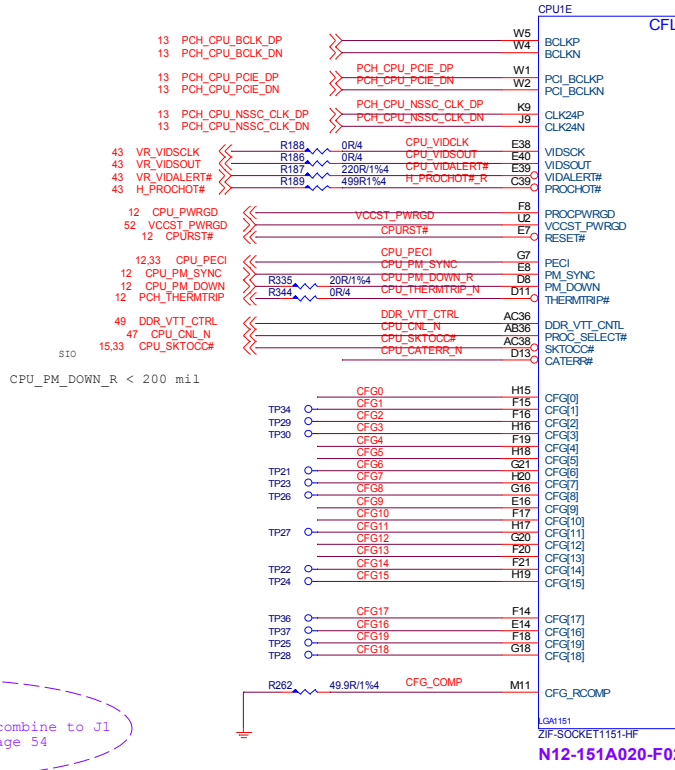 CPU1E
CFL
13 PCH_CPU_BCLK_DP W5 BCLKP
13 PCH_CPU_BCLK_DN W4 BCLKN
13 PCH_CPU_PCIE_DP PCH_CPU_PCIE_DP W1 PCI_BCLKP
13 PCH_CPU_PCIE_DN PCH_CPU_PCIE_DN W2 PCI_BCLKN
13 PCH_CPU_NSSC_CLK_DP PCH_CPU_NSSC_CLK_DP K9 CLK24P
13 PCH_CPU_NSSC_CLK_DN PCH_CPU_NSSC_CLK_DN J9 CLK24N
43 VR_VIDSCLK R188 0R/4 CPU_VIDCLK E38 VIDSCK
43 VR_VIDSOUT R186 0R/4 CPU_VIDSOUT E40 VIDSOUT
43 VR_VIDALERT# R187 220R/1%4 CPU_VIDALERT# E39 VIDALERT#
43 H_PROCHOT# R189 499R1%4 H_PROCHOT#_R C39 PROCHOT#
12 CPU_PWRGD F8 PROCPWRGD
52 VCCST_PWRGD VCCST_PWRGD U2 VCCST_PWRGD
12 CPURST# CPURST# E7 RESET#
12,33 CPU_PECI CPU_PECI G7 PECI
12 CPU_PM_SYNC CPU_PM_SYNC E8 PM_SYNC
12 CPU_PM_DOWN R335 20R/1%4 CPU_PM_DOWN_R D8 PM_DOWN
12 PCH_THERMTRIP R344 0R/4 CPU_THERMTRIP_N D11 THERMTRIP#
49 DDR_VTT_CTRL DDR_VTT_CTRL AC36 DDR_VTT_CNTL
47 CPU_CNL_N CPU_CNL_N AB36 PROC_SELECT#
15,33 CPU_SKTOCC# CPU_SKTOCC# AC38 SKTOCC#
SIO CPU_CATERR_N D13 CATERR#
CPU_PM_DOWN_R < 200 mil
CFG0 H15 CFG[0]
TP34 CFG1 F15 CFG[1]
TP29 CFG2 F16 CFG[2]
TP30 CFG3 H16 CFG[3]
CFG4 F19 CFG[4]
CFG5 H18 CFG[5]
TP21 CFG6 G21 CFG[6]
TP23 CFG7 H20 CFG[7]
TP26 CFG8 G16 CFG[8]
CFG9 E16 CFG[9]
CFG10 F17 CFG[10]
TP27 CFG11 H17 CFG[11]
CFG12 G20 CFG[12]
CFG13 F20 CFG[13]
TP22 CFG14 F21 CFG[14]
TP24 CFG15 H19 CFG[15]
TP36 CFG17 F14 CFG[17]
TP37 CFG16 E14 CFG[16]
TP25 CFG19 F18 CFG[19]
TP28 CFG18 G18 CFG[18]
R262 49.9R/1%4 CFG_COMP M11 CFG_RCOMP
combine to J1
age 54
LGA1151
ZIF-SOCKET1151-HF
N12-151A020-F02